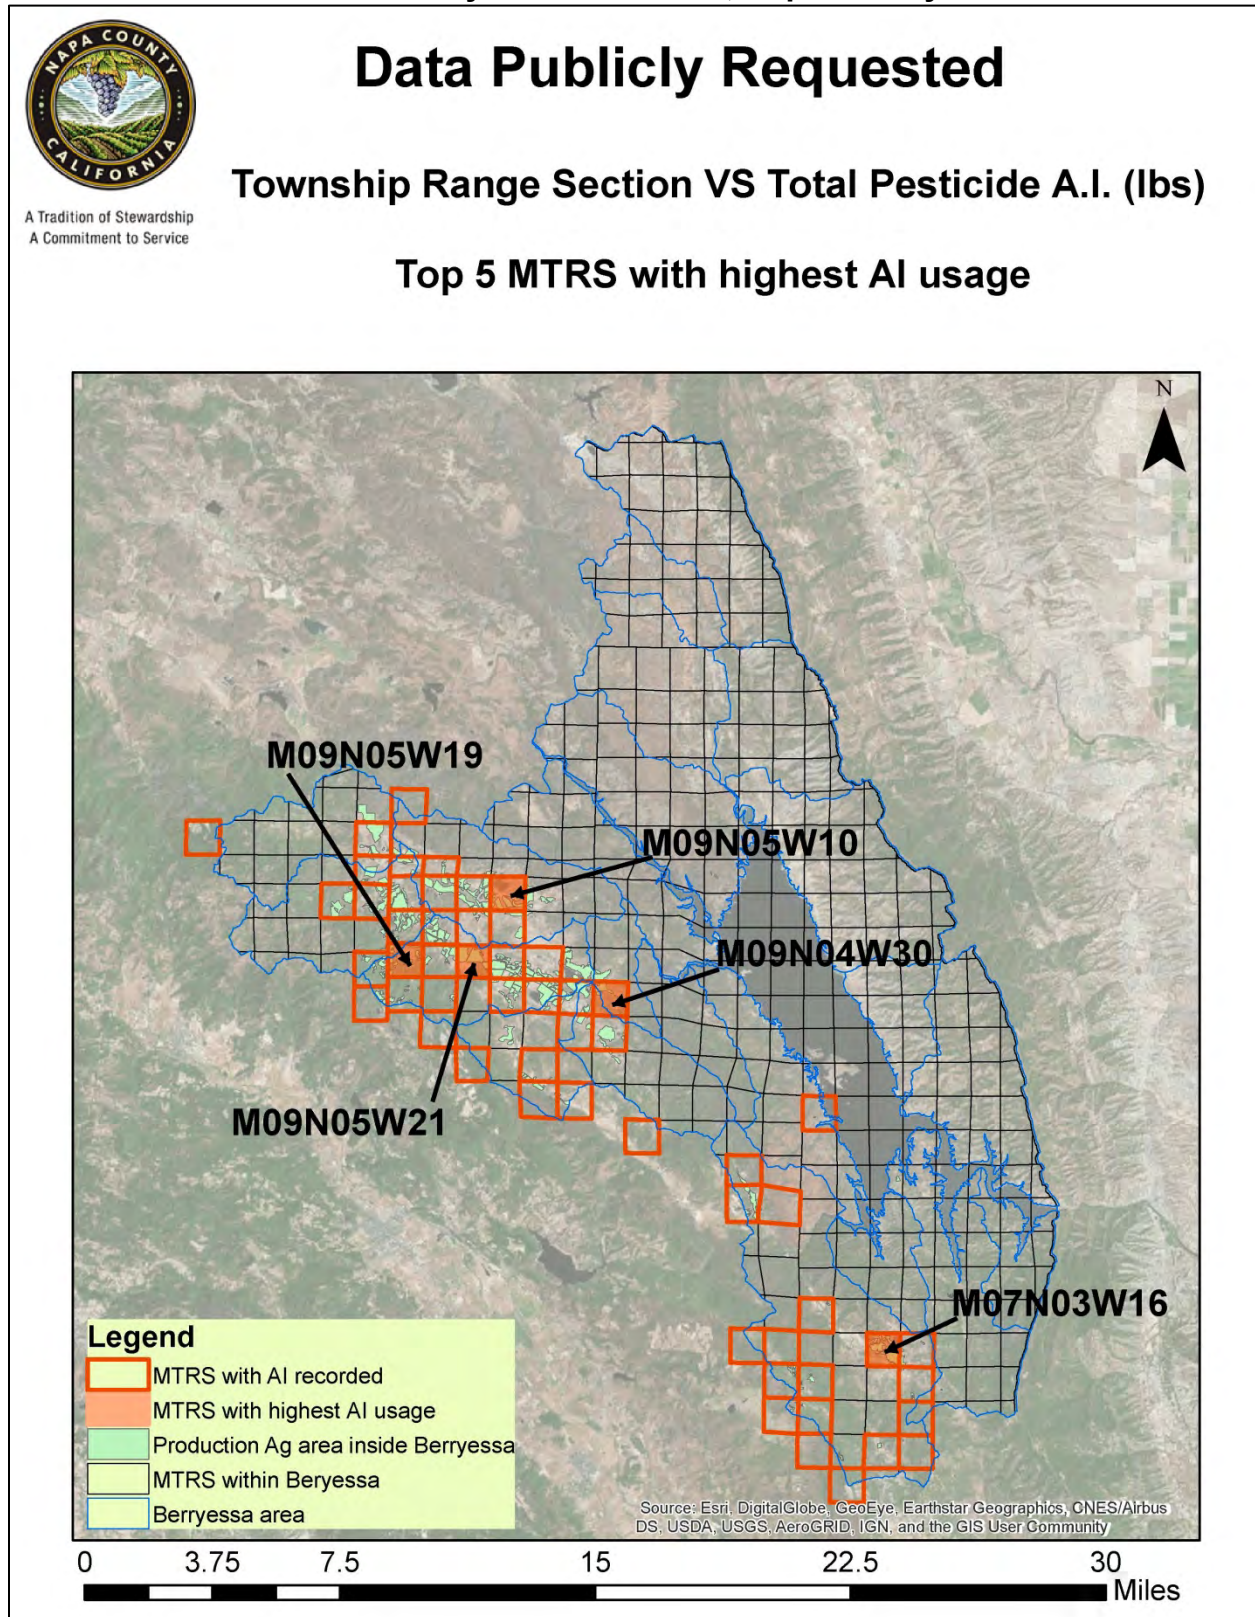 NAPA COUNTY
CALIFORNIA
A Tradition of Stewardship
A Commitment to Service
Data Publicly Requested
Township Range Section VS Total Pesticide A.I. (lbs)
Top 5 MTRS with highest AI usage
N
M09N05W19
M09N05W10
M09N04W30
M09N05W21
M07N03W16
Legend
MTRS with AI recorded
MTRS with highest AI usage
Production Ag area inside Berryessa
MTRS within Beryessa
Berryessa area
Source: Esri, DigitalGlobe, GeoEye, Earthstar Geographics, CNES/Airbus
DS, USDA, USGS, AeroGRID, IGN, and the GIS User Community
0 3.75 7.5 15 22.5 30
Miles